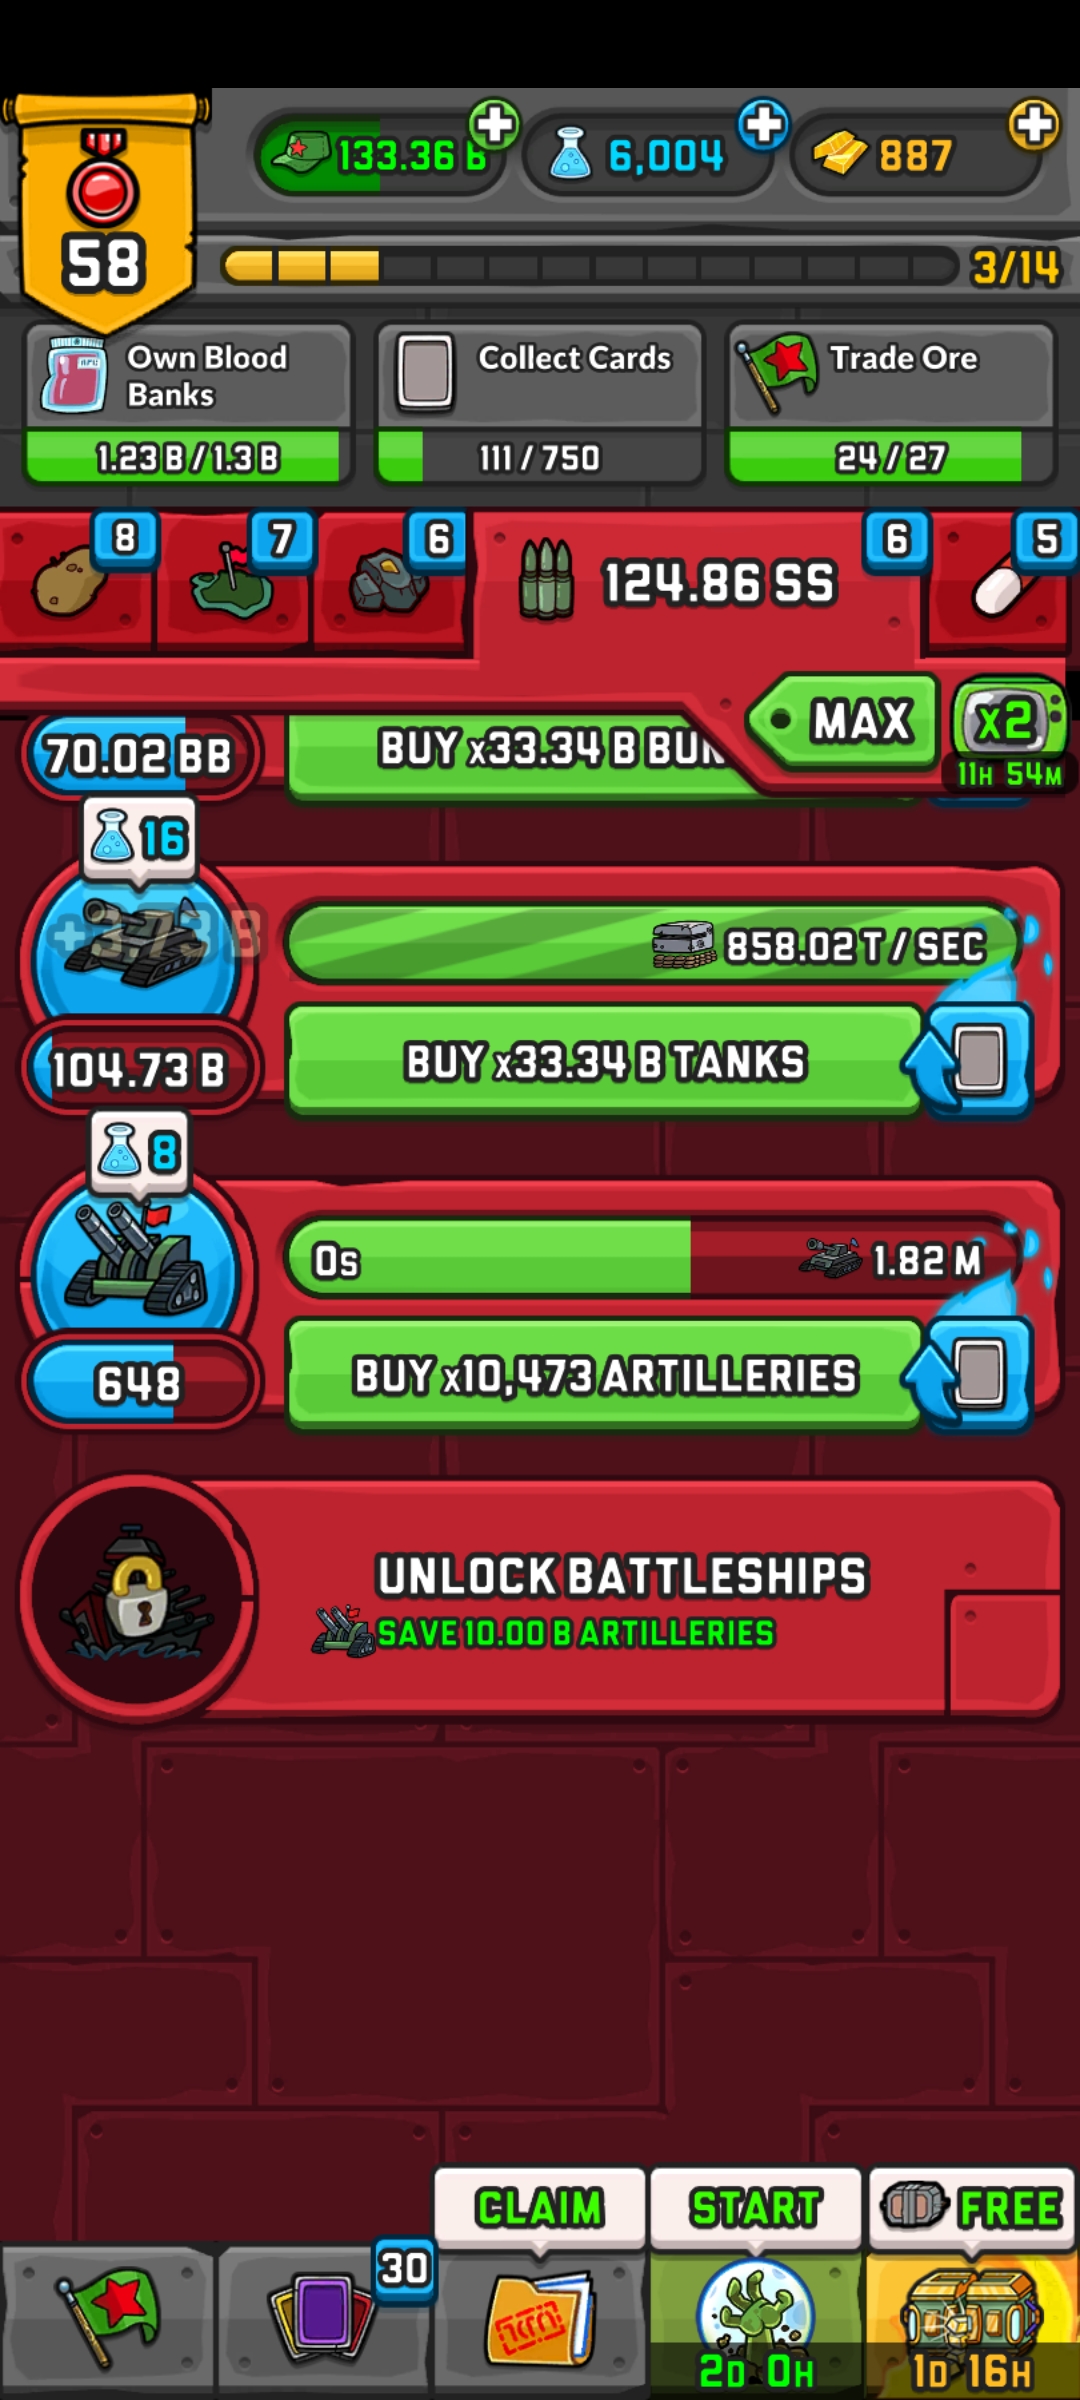 58
133.36 B
6,004
887
3/14
Own Blood
Banks
1.23 B / 1.3 B
Collect Cards
111 / 750
Trade Ore
24 / 27
8
7
6
124.86 SS
6
5
MAX
x2
11H 54M
70.02 BB
BUY x33.34 B
16
+3.73 B
858.02 T / SEC
104.73 B
BUY x33.34 B TANKS
8
0s
1.82 M
648
BUY x10,473 ARTILLERIES
UNLOCK BATTLESHIPS
SAVE 10.00 B ARTILLERIES
CLAIM
START
FREE
30
2D 0H
1D 16H